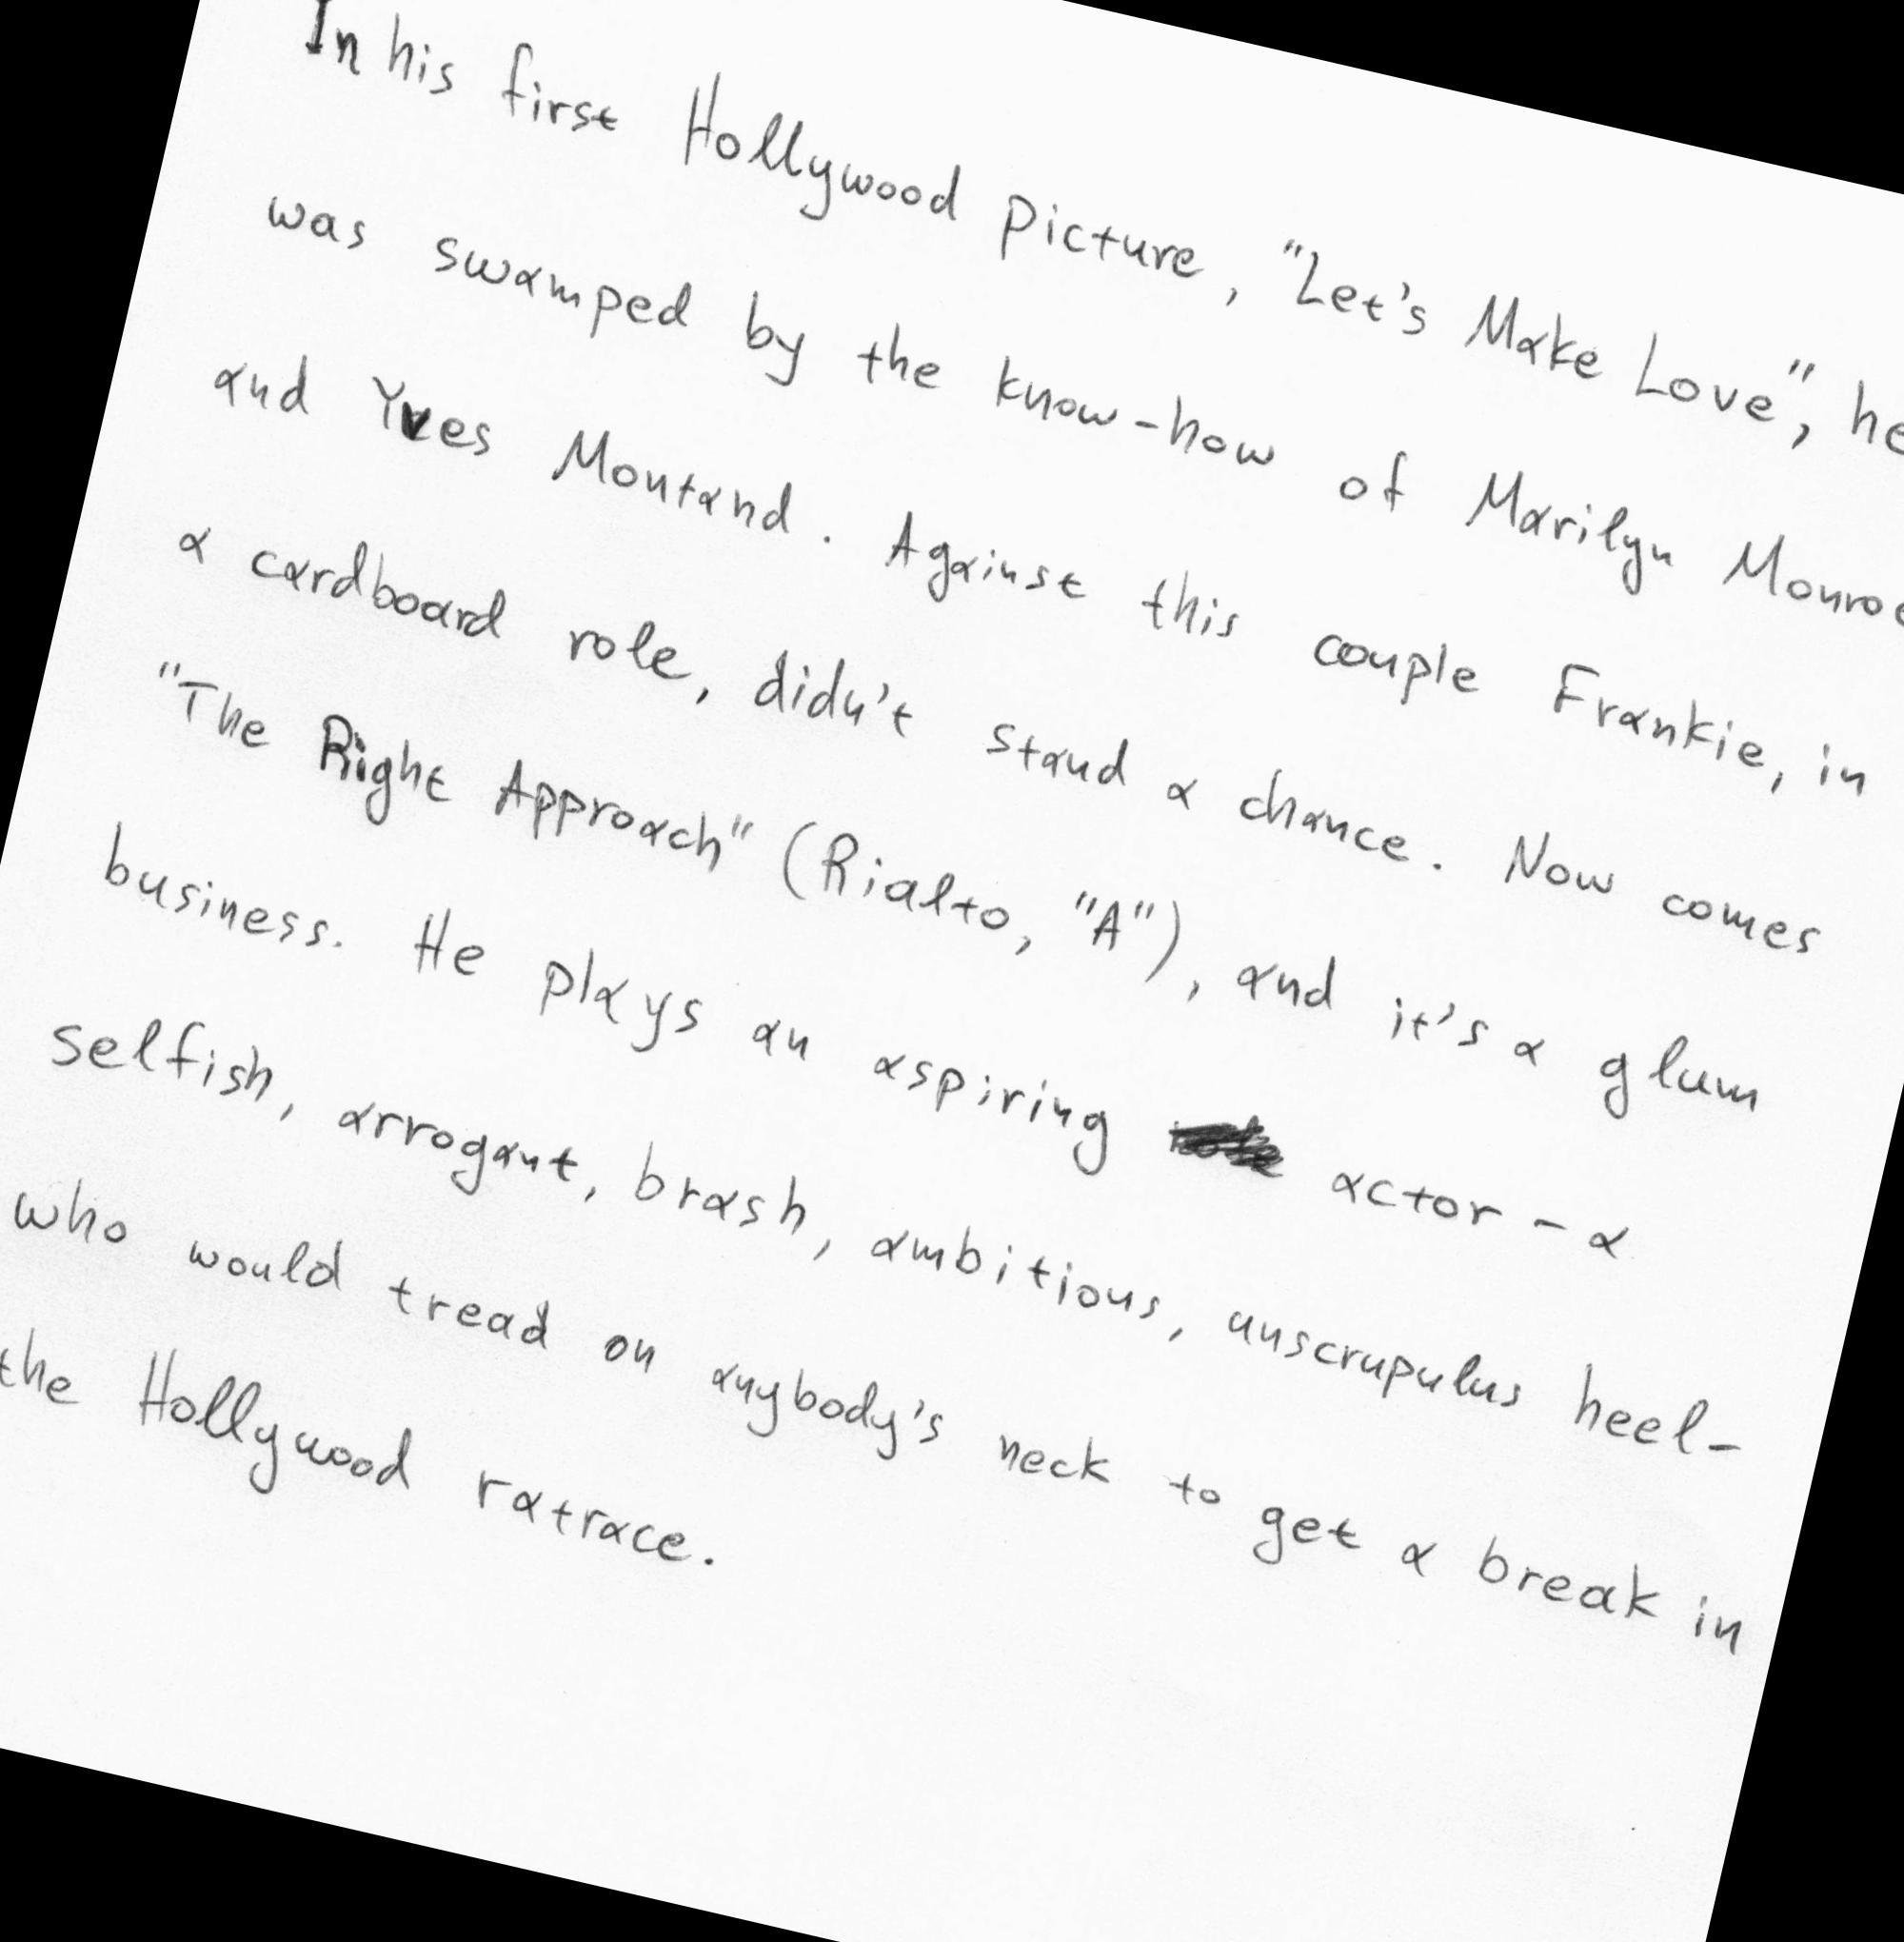 In his first Hollywood picture, "Let's Make Love", he
was swamped by the know-how of Marilyn Monroe
and Yves Montand. Against this couple Frankie, in
a cardboard role, didn't stand a chance. Now comes
"The Right Approach" (Rialto, "A"), and it's a glum
business. He plays an aspiring actor - a
selfish, arrogant, brash, ambitious, unscrupulus heel-
who would tread on anybody's neck to get a break in
the Hollywood ratrace.